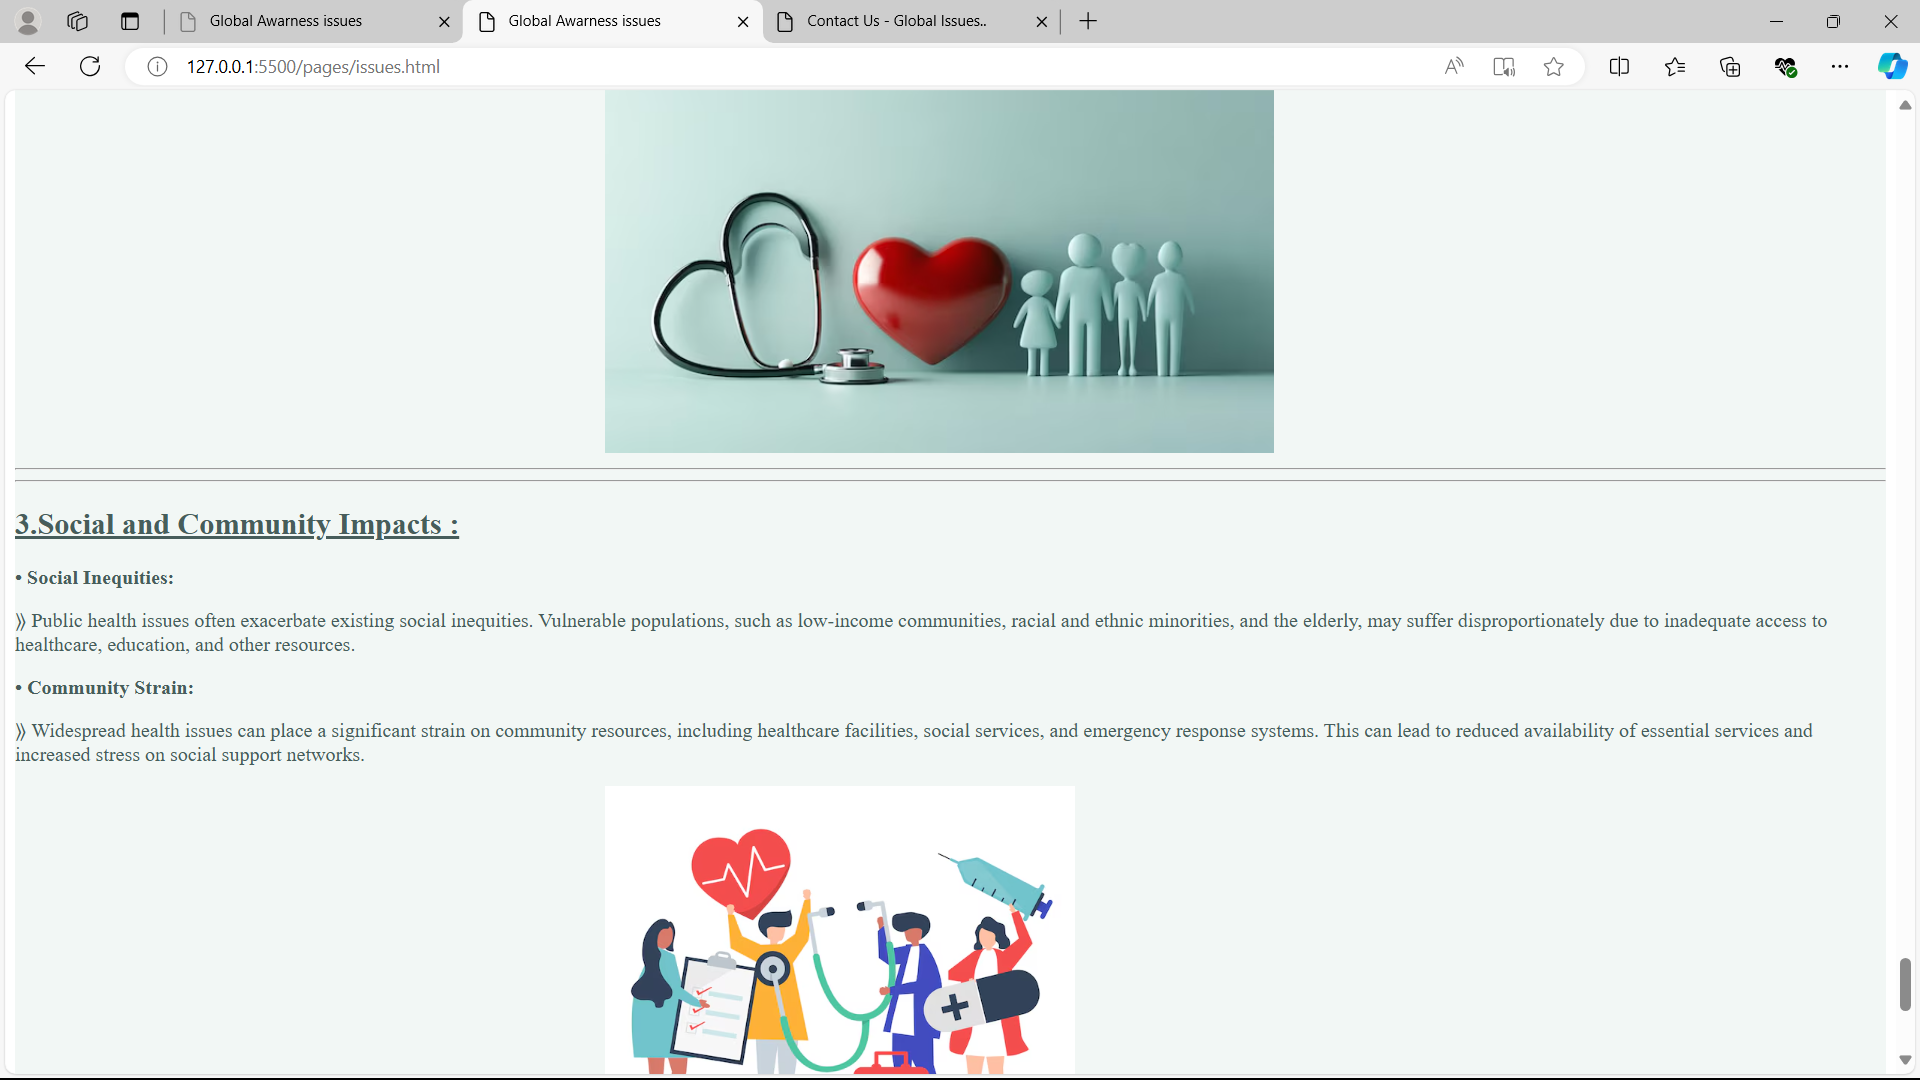 Global Awarness issues
Global Awarness issues
Contact Us - Global Issues..
127.0.0.1:5500/pages/issues.html
3.Social and Community Impacts :
• Social Inequities:
⟫ Public health issues often exacerbate existing social inequities. Vulnerable populations, such as low-income communities, racial and ethnic minorities, and the elderly, may suffer disproportionately due to inadequate access to
healthcare, education, and other resources.
• Community Strain:
⟫ Widespread health issues can place a significant strain on community resources, including healthcare facilities, social services, and emergency response systems. This can lead to reduced availability of essential services and
increased stress on social support networks.